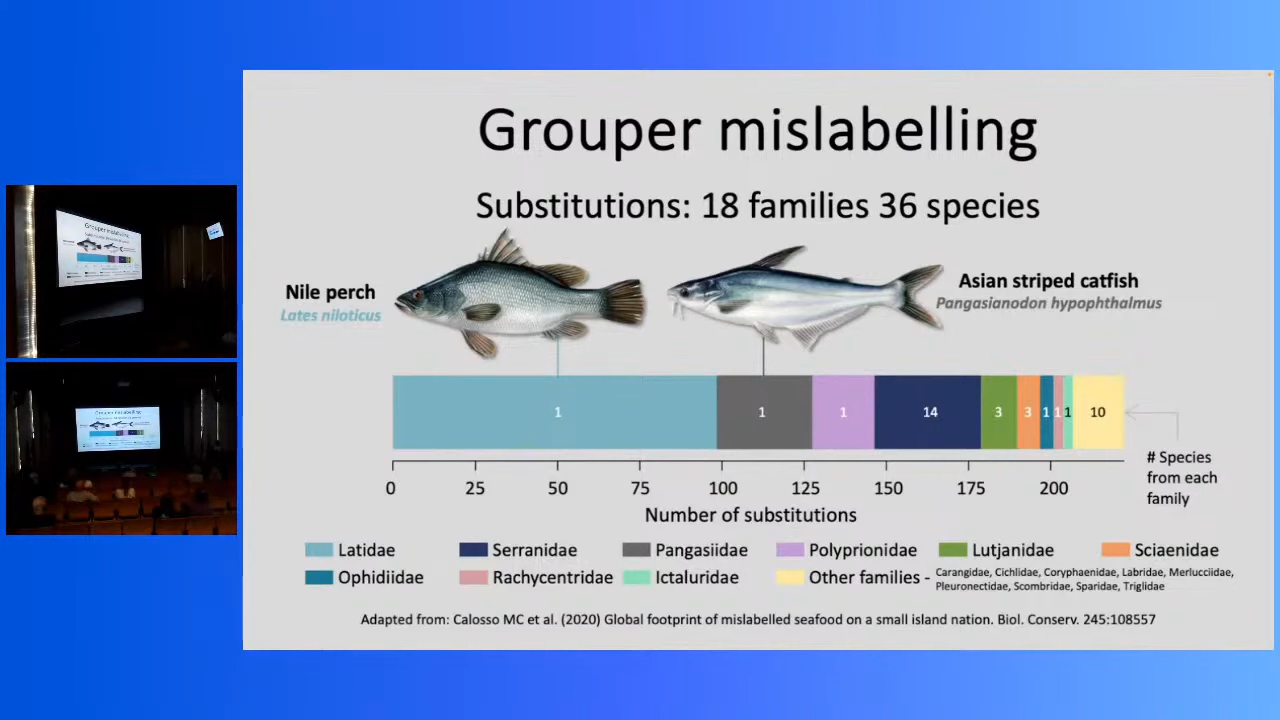 Grouper mislabelling
Substitutions: 18 families 36 species
Nile perch
Lates niloticus
Asian striped catfish
Pangasianodon hypophthalmus
1 1 1 14 3 3 1 1 1 10
# Species
from each
family
0 25 50 75 100 125 150 175 200
Number of substitutions
Latidae Serranidae Pangasiidae Polyprionidae Lutjanidae Sciaenidae
Ophidiidae Rachycentridae Ictaluridae Other families - Carangidae, Cichlidae, Coryphaenidae, Labridae, Merlucciidae,
Pleuronectidae, Scombridae, Sparidae, Triglidae
Adapted from: Calosso MC et al. (2020) Global footprint of mislabelled seafood on a small island nation. Biol. Conserv. 245:108557
Grouper mislabelling
Grouper mislabelling